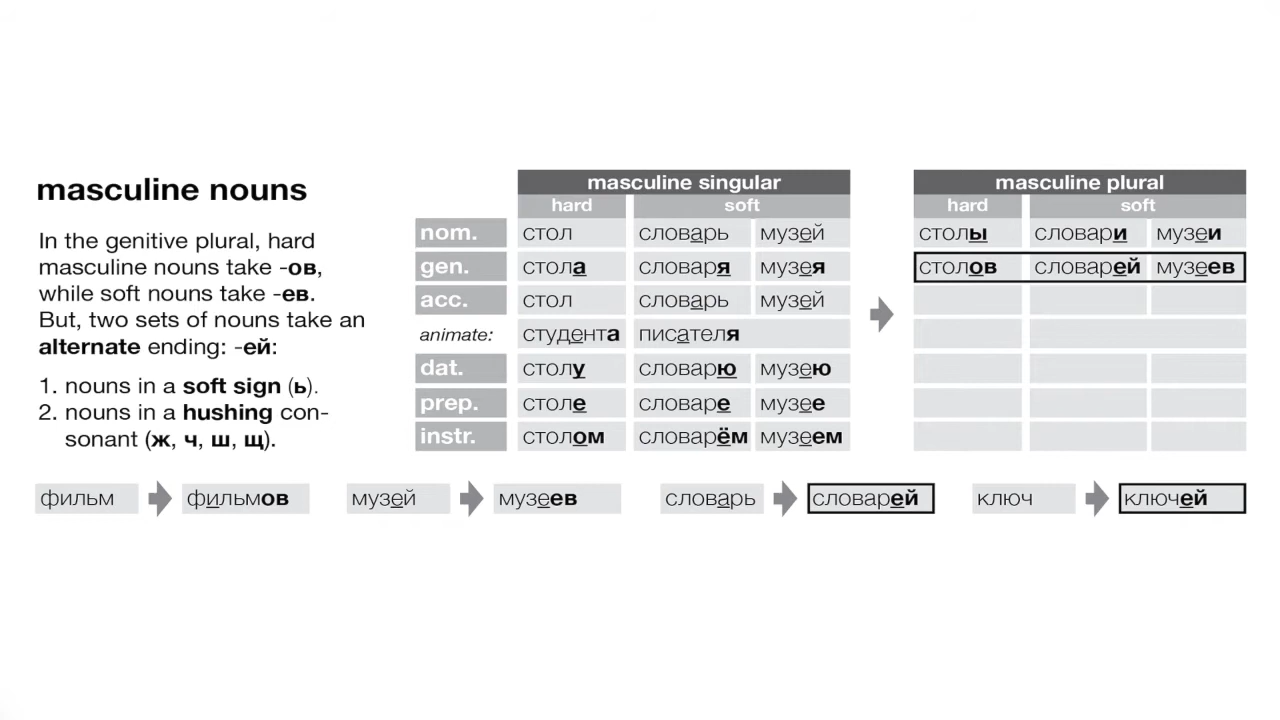 masculine nouns
In the genitive plural, hard
masculine nouns take -ов,
while soft nouns take -ев.
But, two sets of nouns take an
alternate ending: -ей:
1. nouns in a soft sign (ь).
2. nouns in a hushing con-
sonant (ж, ч, ш, щ).
masculine singular
hard soft
nom. стол словарь музей
gen. стола словаря музея
acc. стол словарь музей
animate: студента писателя
dat. столу словарю музею
prep. столе словаре музее
instr. столом словарём музеем
masculine plural
hard soft
столы словари музеи
столов словарей музеев
фильм фильмов музей музеев словарь словарей ключ ключей